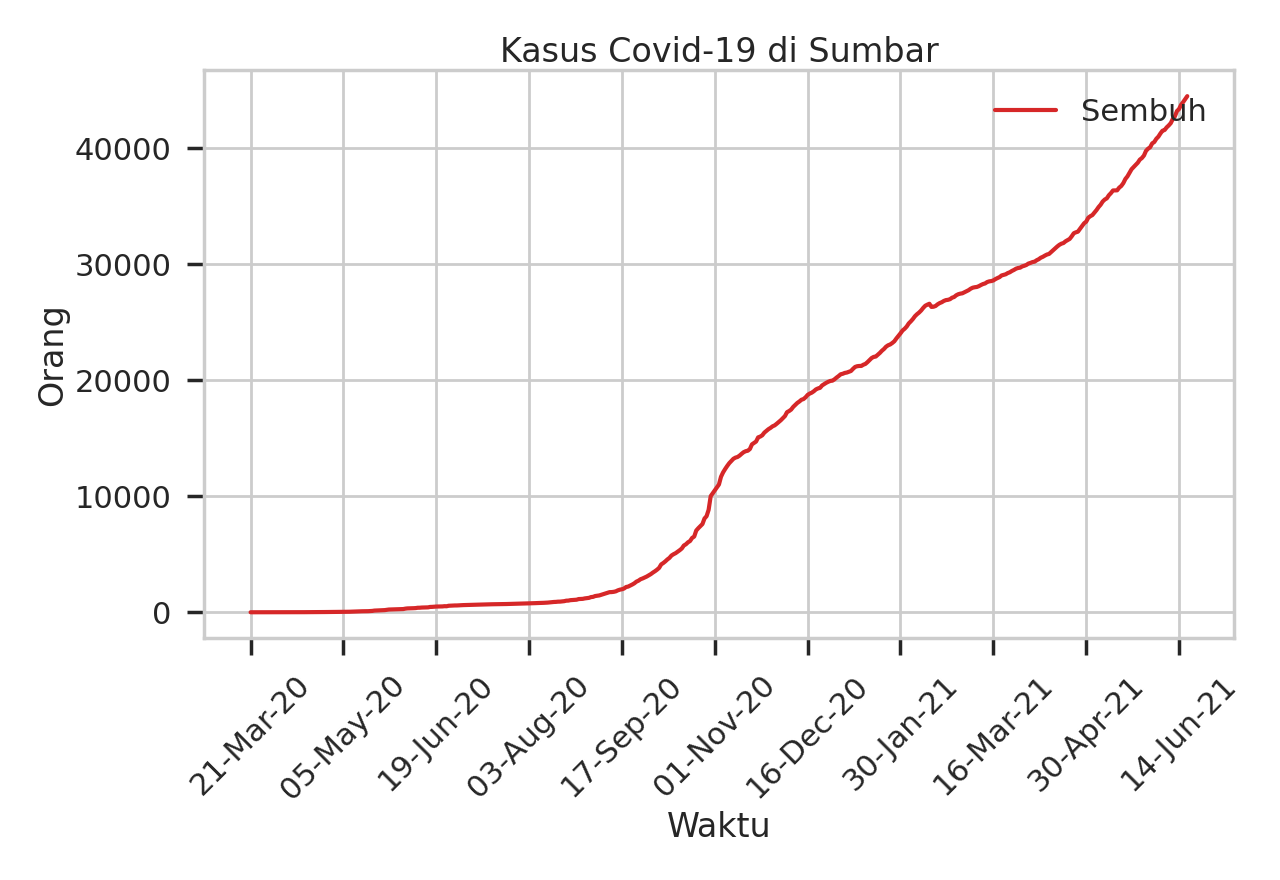 Kasus Covid-19 di Sumbar
Sembuh
40000
30000
20000
10000
0
Orang
21-Mar-20
05-May-20
19-Jun-20
03-Aug-20
17-Sep-20
01-Nov-20
16-Dec-20
30-Jan-21
16-Mar-21
30-Apr-21
14-Jun-21
Waktu